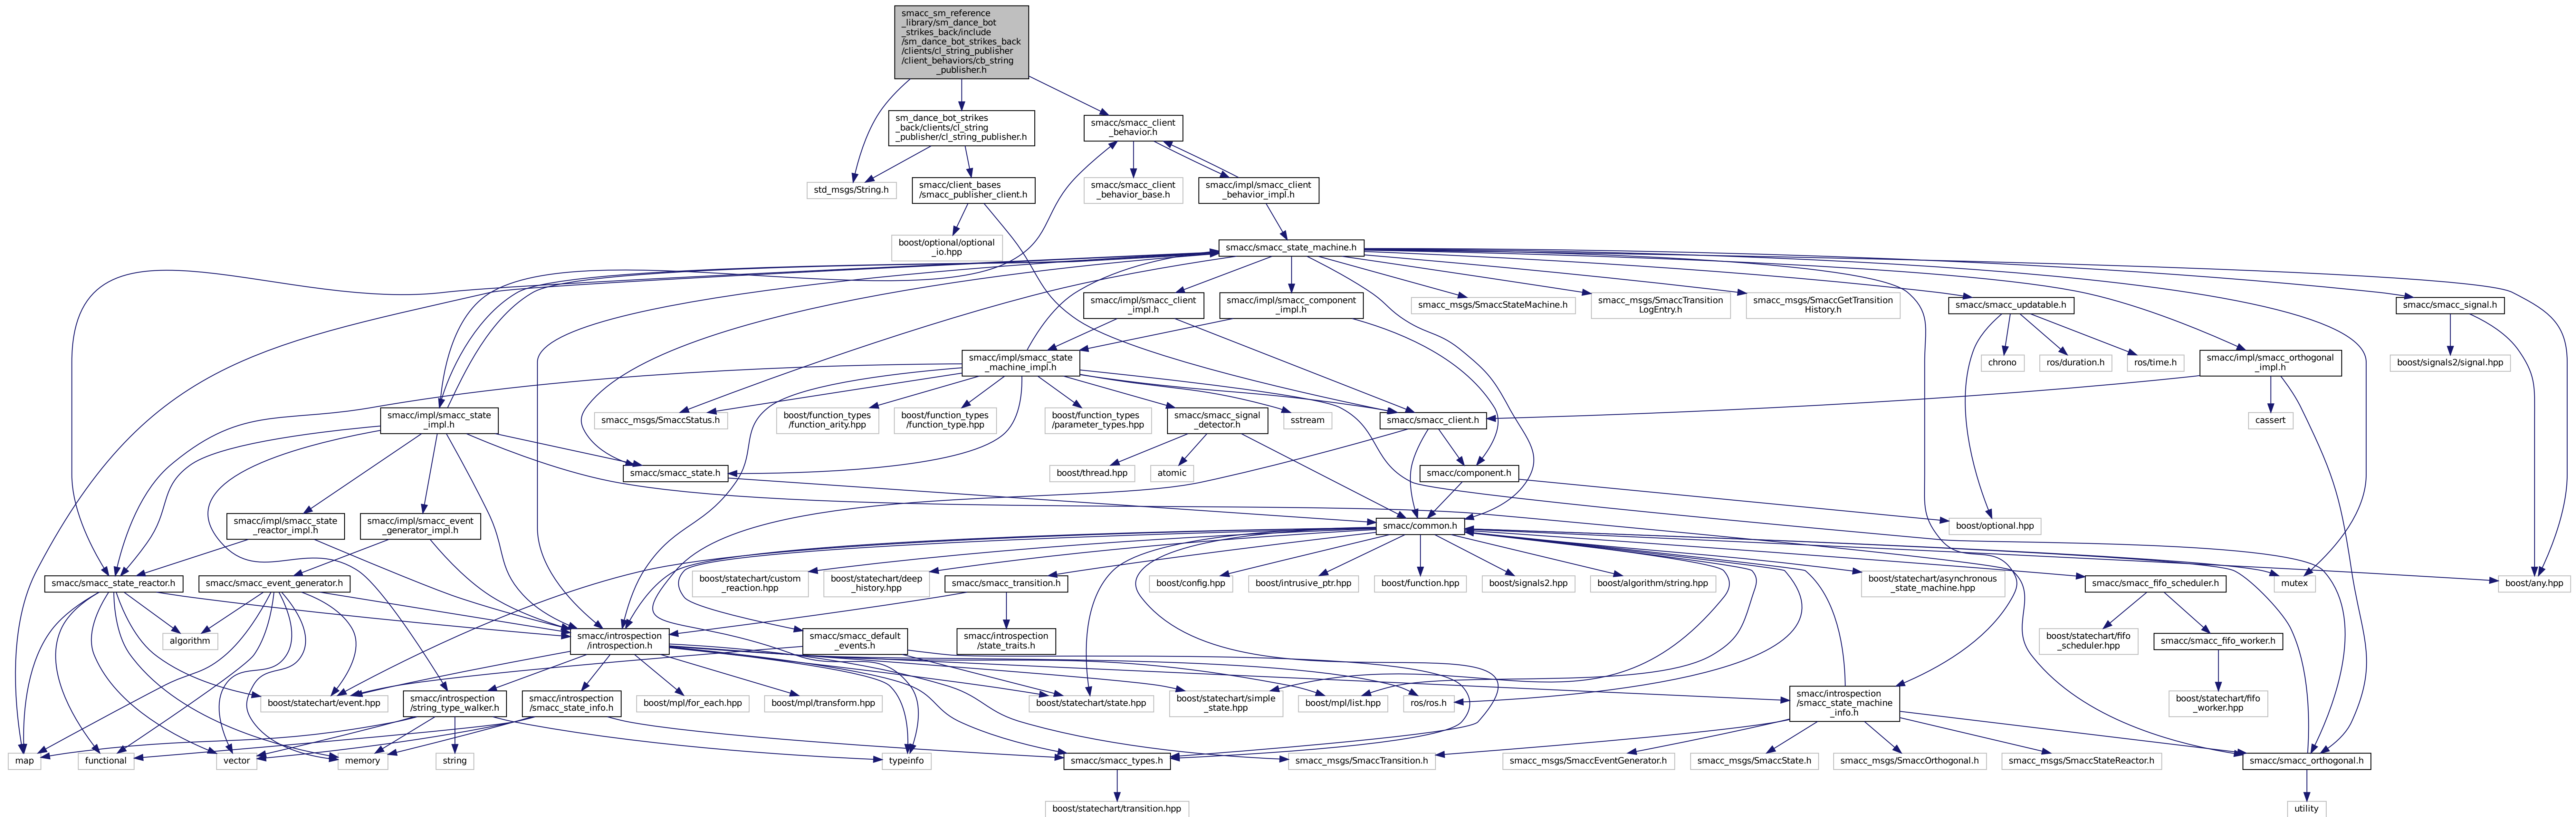 smacc_sm_reference
_library/sm_dance_bot
_strikes_back/include
/sm_dance_bot_strikes_back
/clients/cl_string_publisher
/client_behaviors/cb_string
_publisher.h
sm_dance_bot_strikes
_back/clients/cl_string
_publisher/cl_string_publisher.h
smacc/smacc_client
_behavior.h
std_msgs/String.h
smacc/client_bases
/smacc_publisher_client.h
smacc/smacc_client
_behavior_base.h
smacc/impl/smacc_client
_behavior_impl.h
boost/optional/optional
_io.hpp
smacc/smacc_state_machine.h
smacc/impl/smacc_client
_impl.h
smacc/impl/smacc_component
_impl.h
smacc_msgs/SmaccStateMachine.h
smacc_msgs/SmaccTransition
LogEntry.h
smacc_msgs/SmaccGetTransition
History.h
smacc/smacc_updatable.h
smacc/smacc_signal.h
smacc/impl/smacc_state
_machine_impl.h
chrono
ros/duration.h
ros/time.h
smacc/impl/smacc_orthogonal
_impl.h
boost/signals2/signal.hpp
smacc/impl/smacc_state
_impl.h
smacc_msgs/SmaccStatus.h
boost/function_types
/function_arity.hpp
boost/function_types
/function_type.hpp
boost/function_types
/parameter_types.hpp
smacc/smacc_signal
_detector.h
sstream
smacc/smacc_client.h
cassert
smacc/smacc_state.h
boost/thread.hpp
atomic
smacc/component.h
smacc/impl/smacc_state
_reactor_impl.h
smacc/impl/smacc_event
_generator_impl.h
smacc/common.h
boost/optional.hpp
smacc/smacc_state_reactor.h
smacc/smacc_event_generator.h
boost/statechart/custom
_reaction.hpp
boost/statechart/deep
_history.hpp
smacc/smacc_transition.h
boost/config.hpp
boost/intrusive_ptr.hpp
boost/function.hpp
boost/signals2.hpp
boost/algorithm/string.hpp
boost/statechart/asynchronous
_state_machine.hpp
smacc/smacc_fifo_scheduler.h
mutex
boost/any.hpp
algorithm
smacc/introspection
/introspection.h
smacc/smacc_default
_events.h
smacc/introspection
/state_traits.h
boost/statechart/fifo
_scheduler.hpp
smacc/smacc_fifo_worker.h
boost/statechart/event.hpp
smacc/introspection
/string_type_walker.h
smacc/introspection
/smacc_state_info.h
boost/mpl/for_each.hpp
boost/mpl/transform.hpp
boost/statechart/state.hpp
boost/statechart/simple
_state.hpp
boost/mpl/list.hpp
ros/ros.h
smacc/introspection
/smacc_state_machine
_info.h
boost/statechart/fifo
_worker.hpp
map
functional
vector
memory
string
typeinfo
smacc/smacc_types.h
smacc_msgs/SmaccTransition.h
smacc_msgs/SmaccEventGenerator.h
smacc_msgs/SmaccState.h
smacc_msgs/SmaccOrthogonal.h
smacc_msgs/SmaccStateReactor.h
smacc/smacc_orthogonal.h
boost/statechart/transition.hpp
utility